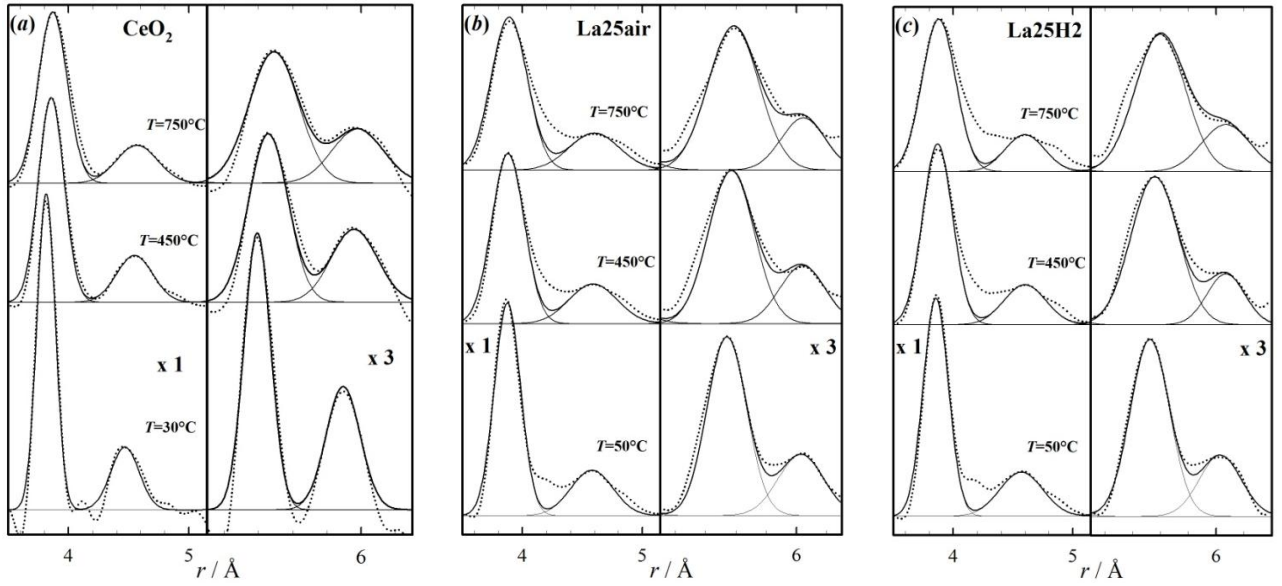 (a) CeO₂
T=750°C
T=450°C
x 1
x 3
T=30°C
4
5
6
r / Å
(b) La25air
T=750°C
T=450°C
x 1
x 3
T=50°C
4
5
6
r / Å
(c) La25H2
T=750°C
T=450°C
x 1
x 3
T=50°C
4
5
6
r / Å